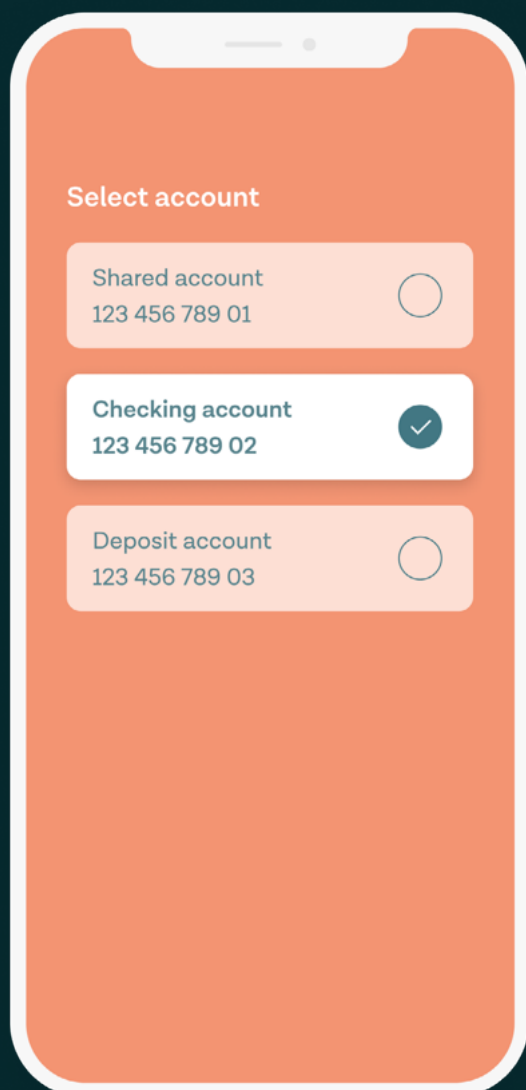 Select account
Shared account
123 456 789 01
Checking account
123 456 789 02
Deposit account
123 456 789 03